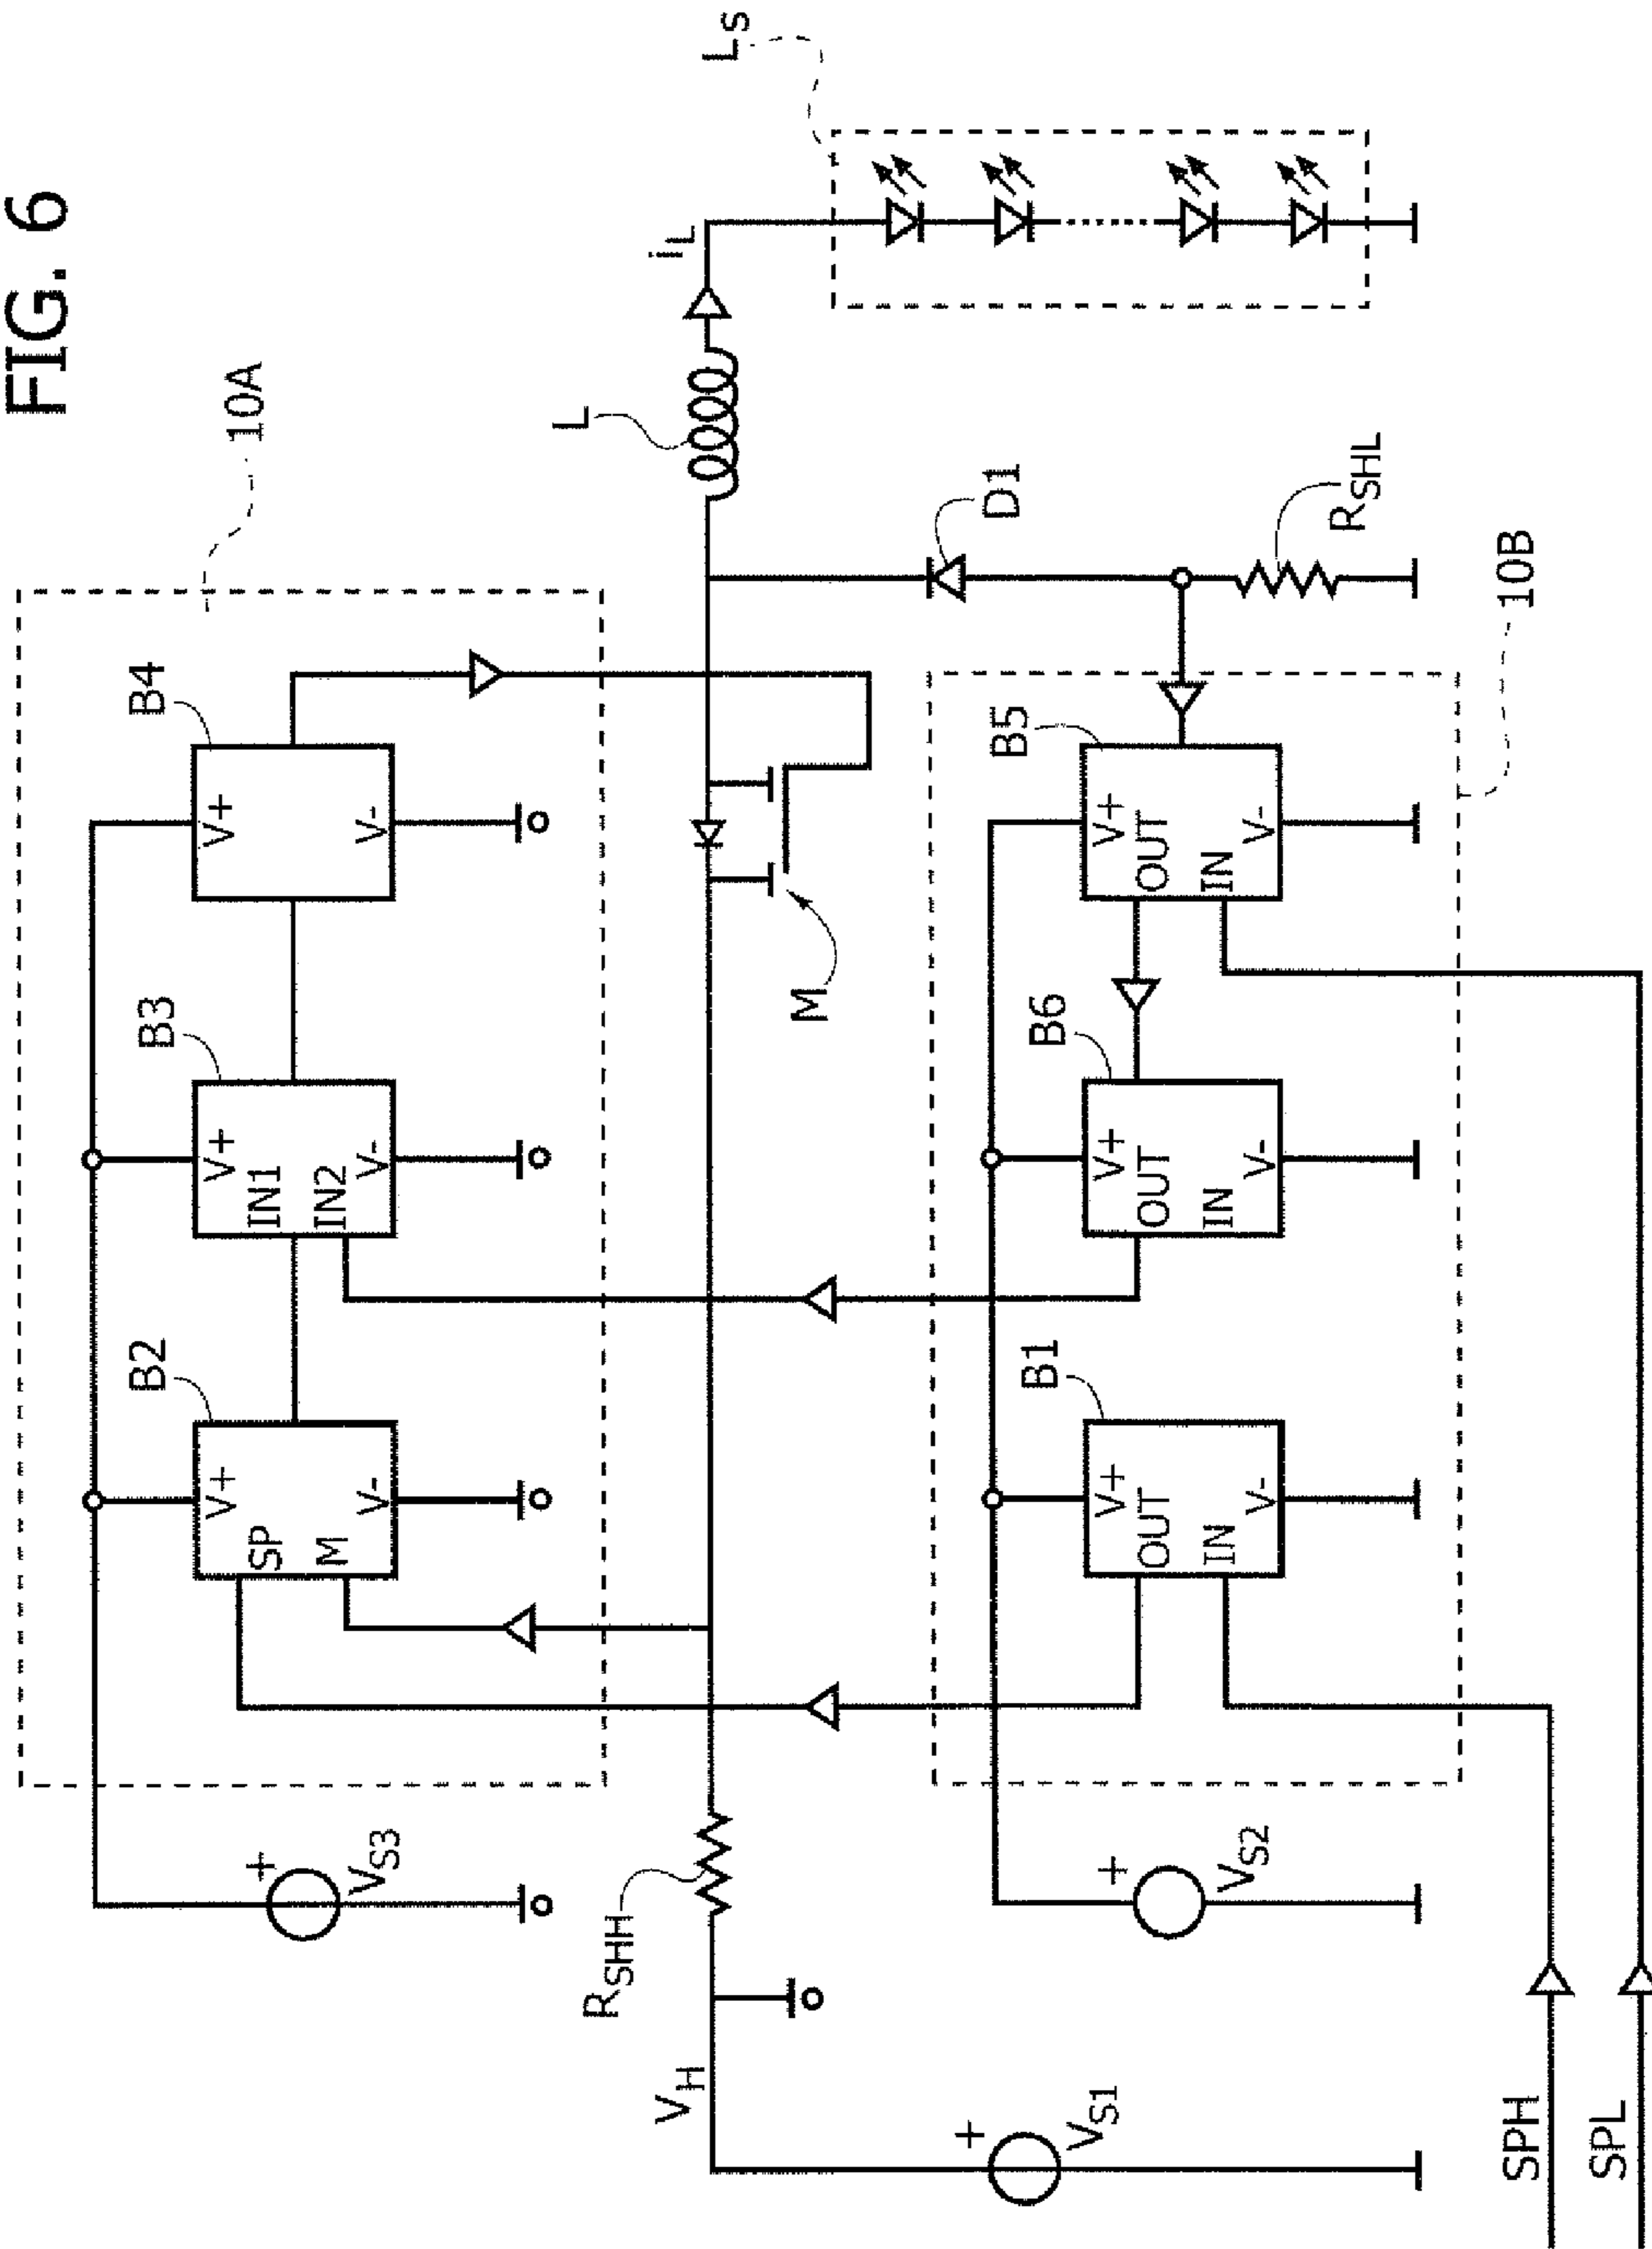 FIG. 6
10A
B2
B3
B4
V+
SP
M
V-
V+
IN1
IN2
V-
V+
V-
+
VS3
RSHH
VH
M
L
iL
LS
D1
RSHL
10B
B1
B6
B5
V+
OUT
IN
V-
V+
OUT
IN
V-
V+
OUT
IN
V-
+
VS2
+
VS1
SPH
SPL